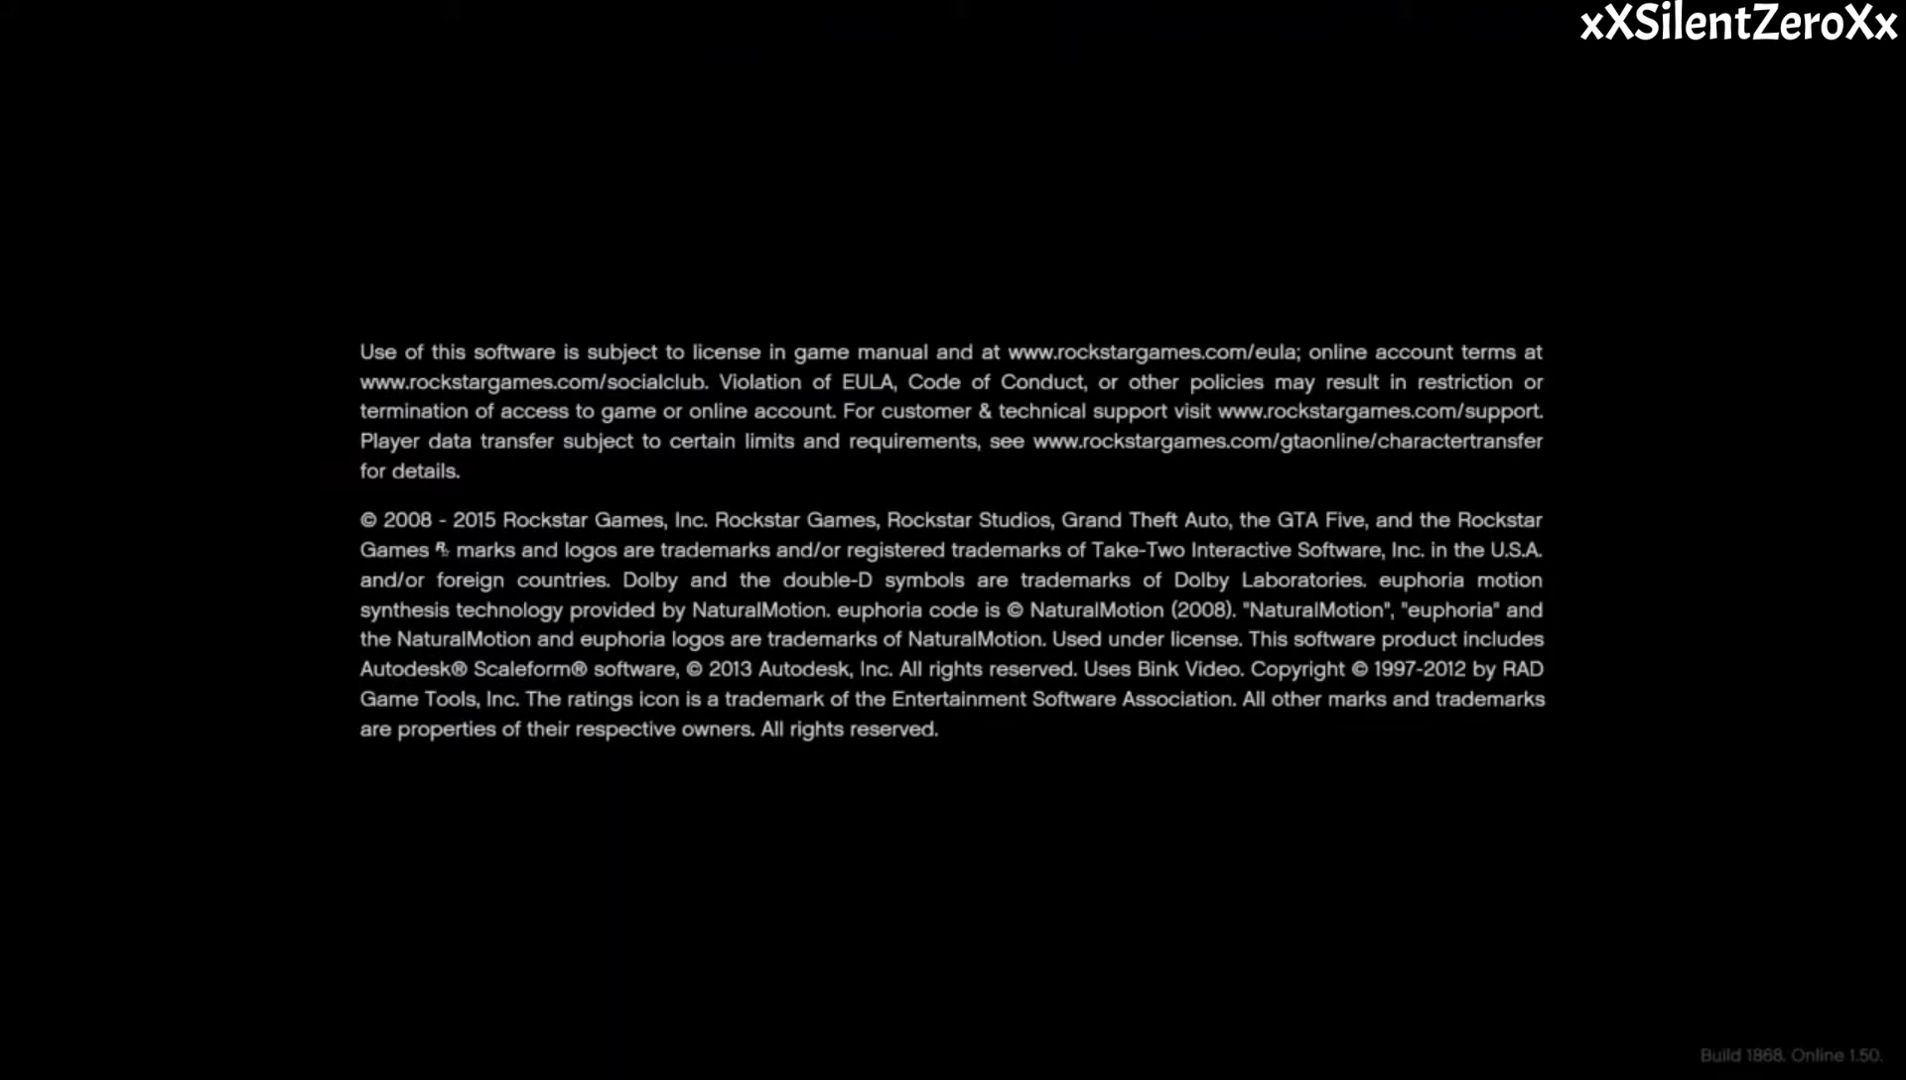 xXSilentZeroXx
Use of this software is subject to license in game manual and at www.rockstargames.com/eula; online account terms at
www.rockstargames.com/socialclub. Violation of EULA, Code of Conduct, or other policies may result in restriction or
termination of access to game or online account. For customer & technical support visit www.rockstargames.com/support.
Player data transfer subject to certain limits and requirements, see www.rockstargames.com/gtaonline/charactertransfer
for details.
© 2008 - 2015 Rockstar Games, Inc. Rockstar Games, Rockstar Studios, Grand Theft Auto, the GTA Five, and the Rockstar
Games R* marks and logos are trademarks and/or registered trademarks of Take-Two Interactive Software, Inc. in the U.S.A.
and/or foreign countries. Dolby and the double-D symbols are trademarks of Dolby Laboratories. euphoria motion
synthesis technology provided by NaturalMotion. euphoria code is © NaturalMotion (2008). "NaturalMotion", "euphoria" and
the NaturalMotion and euphoria logos are trademarks of NaturalMotion. Used under license. This software product includes
Autodesk® Scaleform® software, © 2013 Autodesk, Inc. All rights reserved. Uses Bink Video. Copyright © 1997-2012 by RAD
Game Tools, Inc. The ratings icon is a trademark of the Entertainment Software Association. All other marks and trademarks
are properties of their respective owners. All rights reserved.
Build 1868. Online 1.50.